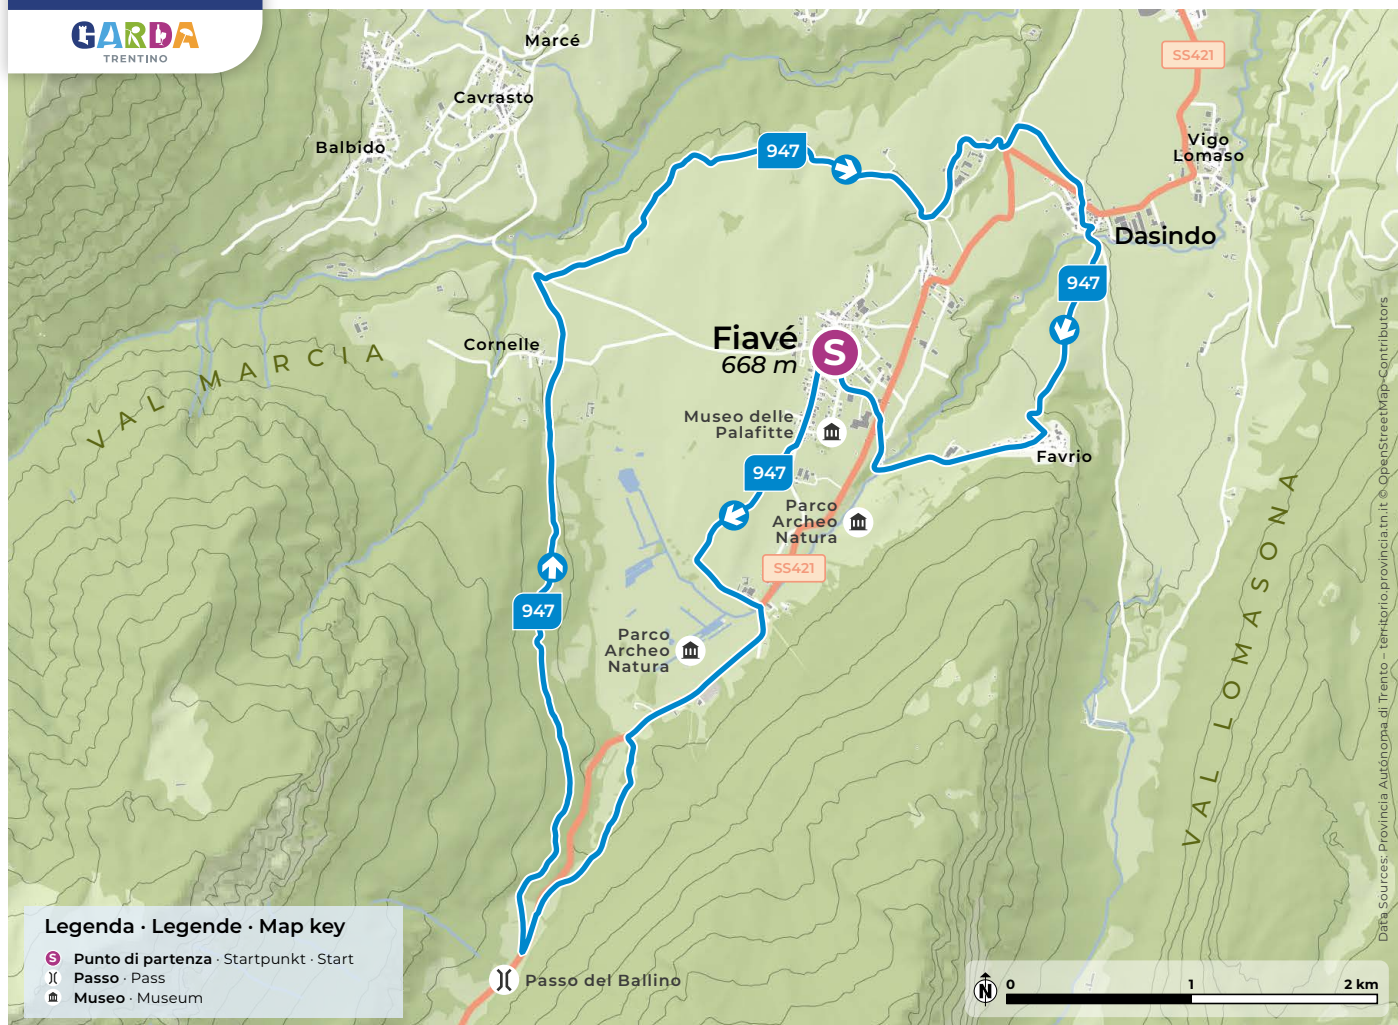 GARDA
TRENTINO
Marcé
SS421
Cavrasto
Balbido
947
Vigo
Lomaso
Dasindo
947
Fiavé
668 m
S
Cornelle
VAL MARCIA
Museo delle
Palafitte
Favrio
947
Parco
Archeo
Natura
SS421
947
Parco
Archeo
Natura
VAL LOMASONA
Passo del Ballino
Legenda · Legende · Map key
S Punto di partenza · Startpunkt · Start
Passo · Pass
Museo · Museum
N
0 1 2 km
Data Sources: Provincia Autónoma di Trento – territorio.provincia.tn.it © OpenStreetMap-Contributors